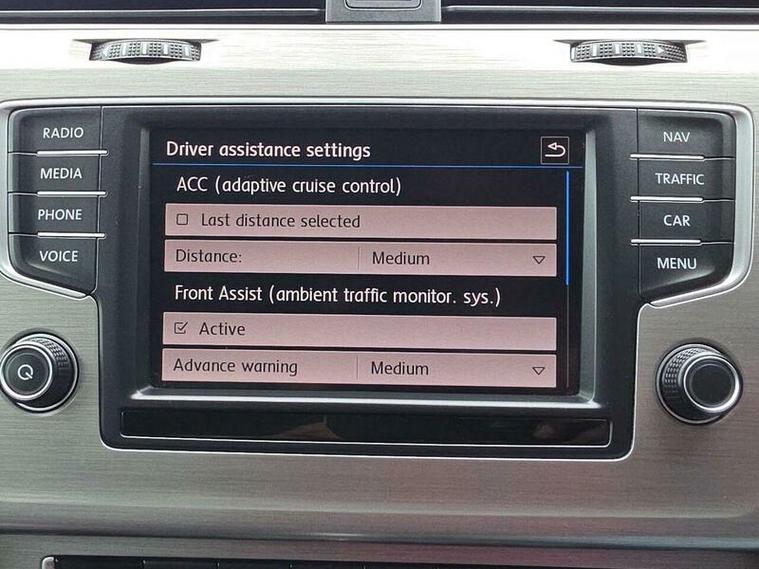 RADIO
MEDIA
PHONE
VOICE
Driver assistance settings
ACC (adaptive cruise control)
Last distance selected
Distance: Medium
Front Assist (ambient traffic monitor. sys.)
Active
Advance warning Medium
NAV
TRAFFIC
CAR
MENU